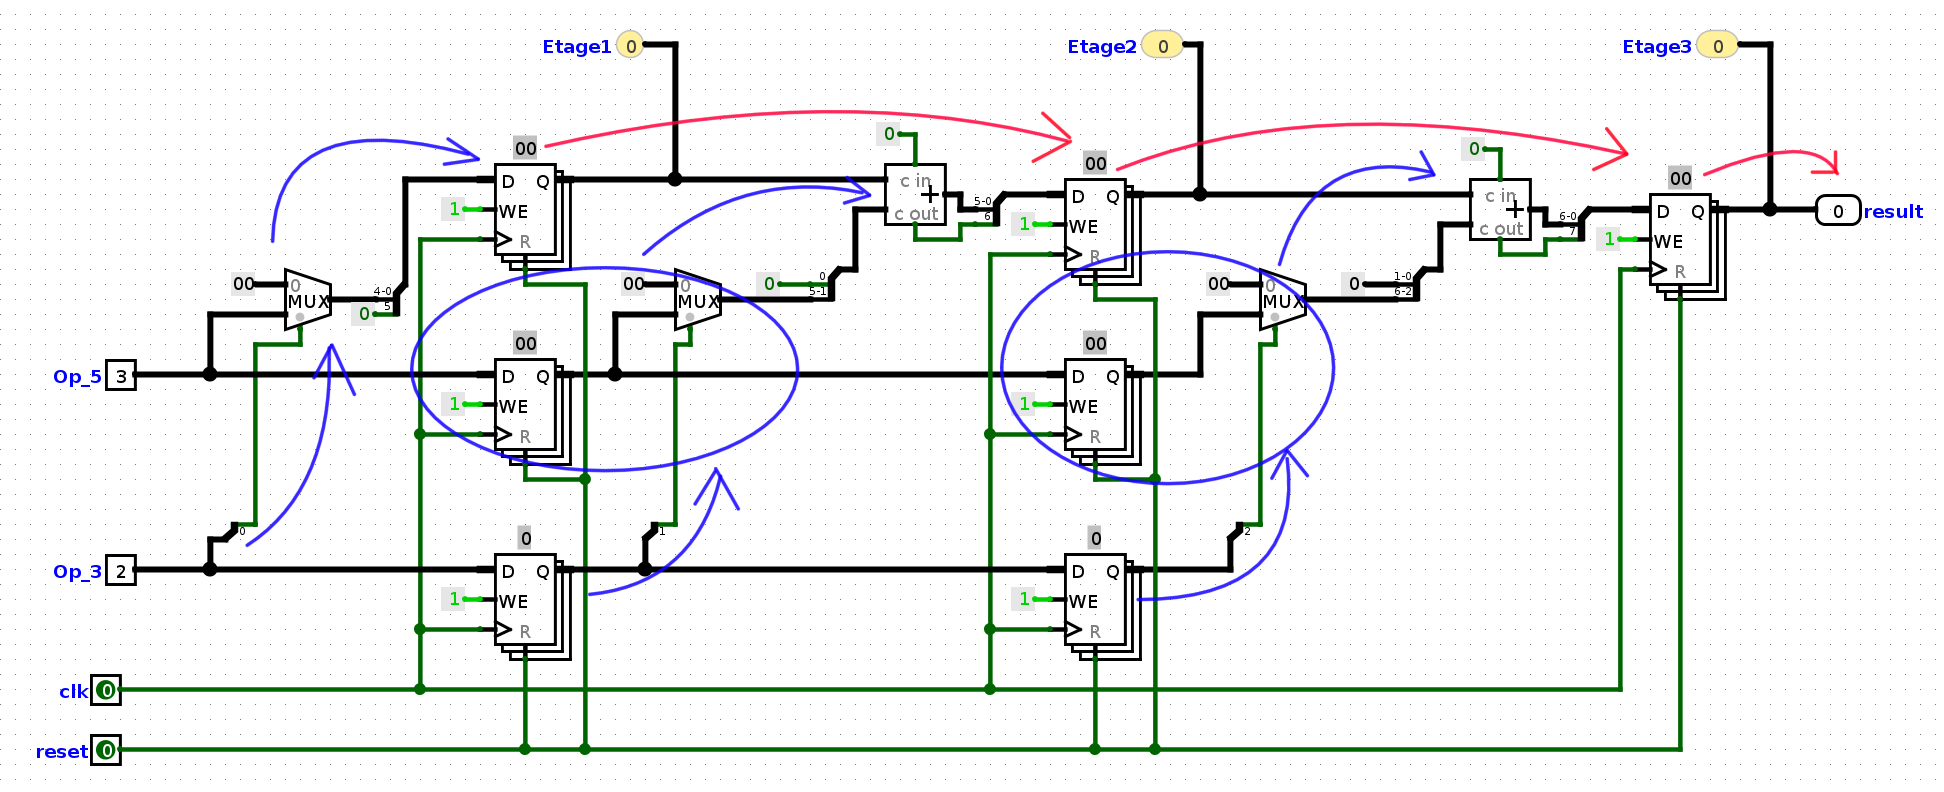 Etage1 0 Etage2 0 Etage3 0
0 0
00 00 00
D Q c in D Q c in D Q
1 WE + 5-0 1 WE + 6-0 1 WE
c out 6 c out 7
R R R
00 0 MUX 4-0 00 0 MUX 0 0 00 0 MUX 0 1-0
0 5 5-1 6-2
0 result
00 00
Op_5 3 D Q D Q
1 WE 1 WE
R R
0 1 2
0 0
Op_3 2 D Q D Q
1 WE 1 WE
R R
clk 0
reset 0